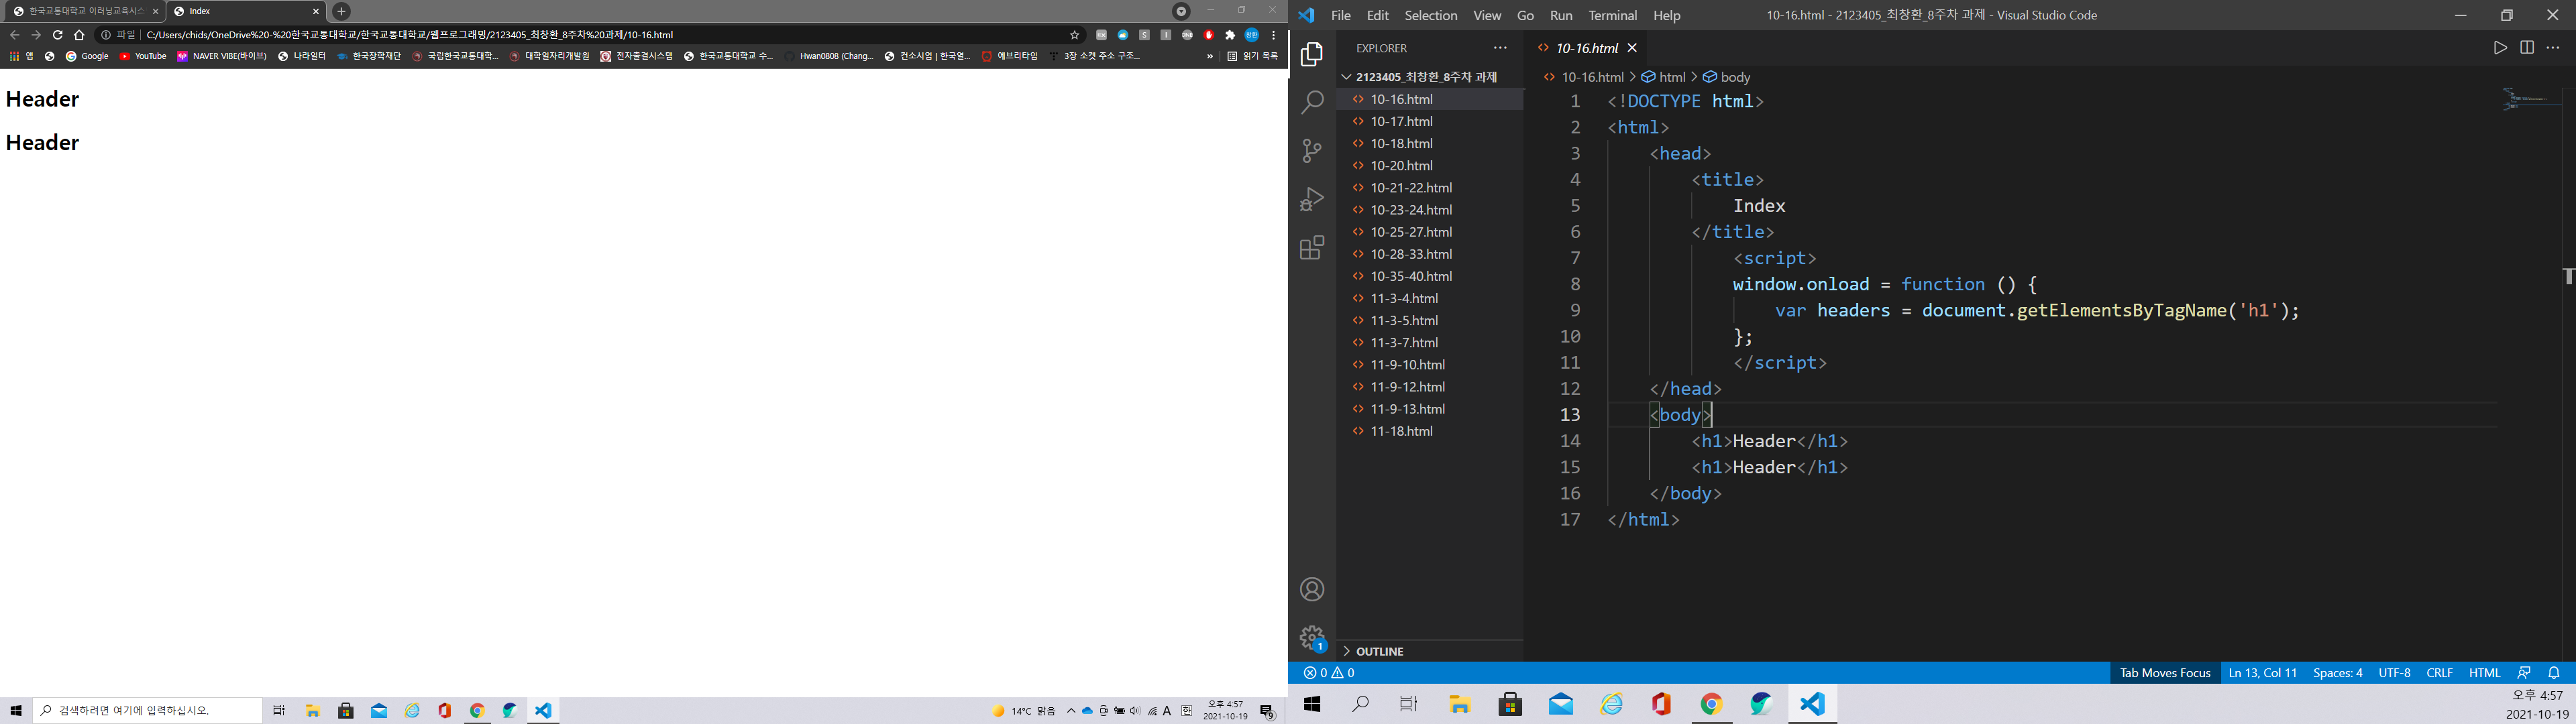 한국교통대학교 이러닝교육시스
Index
파일
C:/Users/chids/OneDrive%20-%20한국교통대학교/한국교통대학교/웹프로그래밍/2123405_최창환_8주차%20과제/10-16.html
앱
Google
YouTube
NAVER VIBE(바이브)
나라일터
한국장학재단
국립한국교통대학...
대학일자리개발원
전자출결시스템
한국교통대학교 수...
Hwan0808 (Chang...
컨소시엄 | 한국열...
에브리타임
3장 소켓 주소 구조...
»
읽기 목록
Header
Header
검색하려면 여기에 입력하십시오.
14°C 맑음
A
한
오후 4:57
2021-10-19
9
File Edit Selection View Go Run Terminal Help
10-16.html - 2123405_최창환_8주차 과제 - Visual Studio Code
EXPLORER
2123405_최창환_8주차 과제
10-16.html
10-17.html
10-18.html
10-20.html
10-21-22.html
10-23-24.html
10-25-27.html
10-28-33.html
10-35-40.html
11-3-4.html
11-3-5.html
11-3-7.html
11-9-10.html
11-9-12.html
11-9-13.html
11-18.html
OUTLINE
10-16.html
10-16.html > html > body
1 <!DOCTYPE html>
2 <html>
3 <head>
4 <title>
5 Index
6 </title>
7 <script>
8 window.onload = function () {
9 var headers = document.getElementsByTagName('h1');
10 };
11 </script>
12 </head>
13 <body>
14 <h1>Header</h1>
15 <h1>Header</h1>
16 </body>
17 </html>
1
0 0
Tab Moves Focus
Ln 13, Col 11
Spaces: 4
UTF-8
CRLF
HTML
오후 4:57
2021-10-19